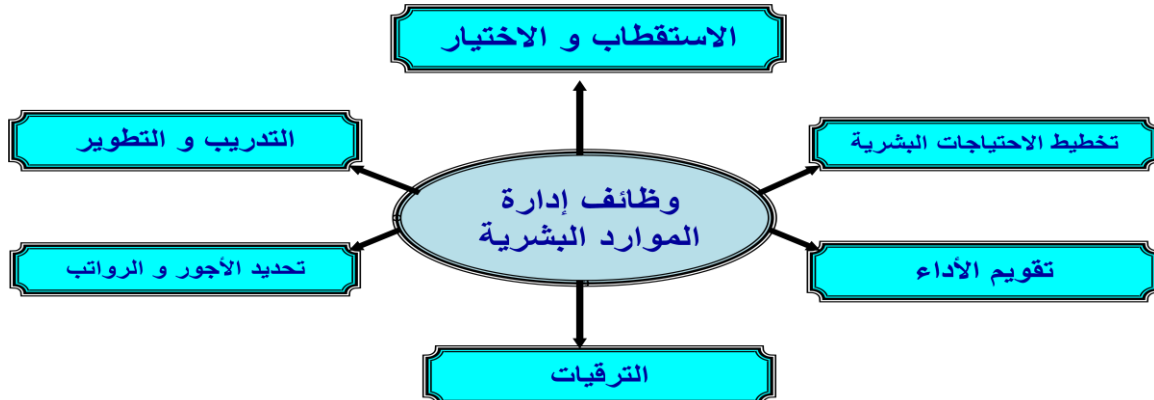 الاستقطاب و الاختيار
تخطيط الاحتياجات البشرية
التدريب و التطوير
وظائف إدارة
الموارد البشرية
تقويم الأداء
تحديد الأجور و الرواتب
الترقيات